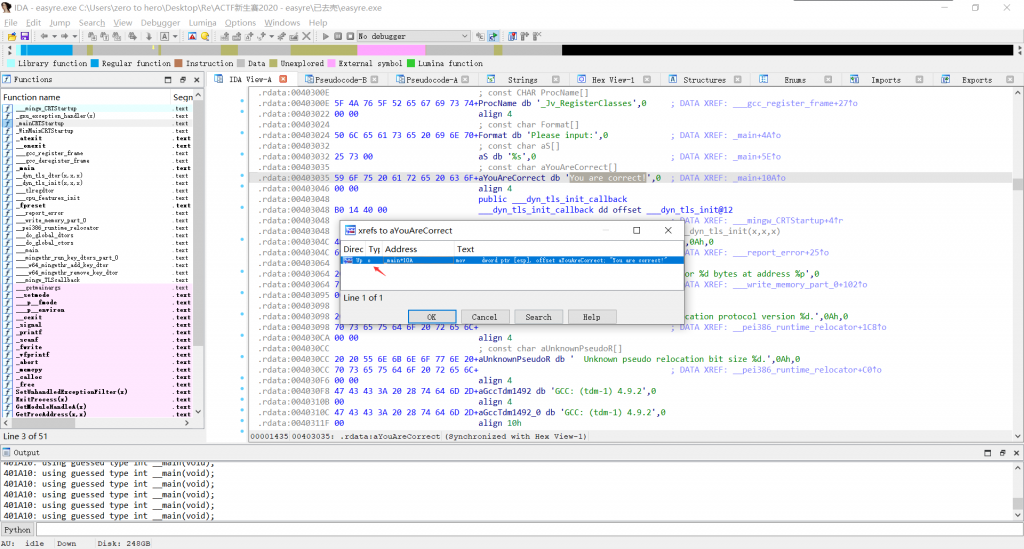 IDA - easyre.exe C:\Users\zero to hero\Desktop\Re\ACTF新生赛2020 - easyre\已去壳\easyre.exe
File Edit Jump Search View Debugger Lumina Options Windows Help
No debugger
Library function Regular function Instruction Data Unexplored External symbol Lumina function
Functions
IDA View-A Pseudocode-B Pseudocode-A Strings Hex View-1 Structures Enums Imports Exports
Function name Segn
___mingw_CRTStartup .text
_gnu_exception_handler(x) .text
_mainCRTStartup .text
_WinMainCRTStartup .text
_atexit .text
__onexit .text
___gcc_register_frame .text
___gcc_deregister_frame .text
_main .text
___dyn_tls_dtor(x,x,x) .text
___dyn_tls_init(x,x,x) .text
___tlregdtor .text
___cpu_features_init .text
_fpreset .text
___report_error .text
___write_memory_part_0 .text
__pei386_runtime_relocator .text
___do_global_dtors .text
___do_global_ctors .text
___main .text
___mingwthr_run_key_dtors_part_0 .text
____w64_mingwthr_add_key_dtor .text
____w64_mingwthr_remove_key_dtor .text
___mingw_TLScallback .text
___getmainargs .text
__setmode .text
___p__fmode .text
___p__environ .text
__cexit .text
_signal .text
_printf .text
_scanf .text
_fwrite .text
_vfprintf .text
_abort .text
_memcpy .text
_calloc .text
_free .text
SetUnhandledExceptionFilter(x) .text
ExitProcess(x) .text
GetModuleHandleA(x) .text
GetProcAddress(x,x) .text
Line 3 of 51
.rdata:0040300E ; const CHAR ProcName[]
.rdata:0040300E 5F 4A 76 5F 52 65 67 69 73 74+ProcName db '_Jv_RegisterClasses',0 ; DATA XREF: ___gcc_register_frame+27↑o
.rdata:00403022 00 00 align 4
.rdata:00403024 ; const char Format[]
.rdata:00403024 50 6C 65 61 73 65 20 69 6E 70+Format db 'Please input:',0 ; DATA XREF: _main+4A↑o
.rdata:00403032 ; const char aS[]
.rdata:00403032 25 73 00 aS db '%s',0 ; DATA XREF: _main+5E↑o
.rdata:00403035 ; const char aYouAreCorrect[]
.rdata:00403035 59 6F 75 20 61 72 65 20 63 6F+aYouAreCorrect db 'You are correct!',0 ; DATA XREF: _main+10A↑o
.rdata:00403046 00 00 align 4
.rdata:00403048 public ___dyn_tls_init_callback
.rdata:00403048 B0 14 40 00 ___dyn_tls_init_callback dd offset ___dyn_tls_init@12
; DATA XREF: ___mingw_CRTStartup+4↑r
_tls_init(x,x,x)
0Ah,0
; DATA XREF: ___report_error+25↑o
or %d bytes at address %p',0
; DATA XREF: ___write_memory_part_0+102↑o
cation protocol version %d.',0Ah,0
.rdata:00403098 70 73 65 75 64 6F 20 72 65 6C+ ; DATA XREF: __pei386_runtime_relocator+1C8↑o
.rdata:004030CA 00 00 align 4
.rdata:004030CC ; const char aUnknownPseudoR[]
.rdata:004030CC 20 20 55 6E 6B 6E 6F 77 6E 20+aUnknownPseudoR db ' Unknown pseudo relocation bit size %d.',0Ah,0
.rdata:004030CC 70 73 65 75 64 6F 20 72 65 6C+ ; DATA XREF: __pei386_runtime_relocator+C0↑o
.rdata:004030F6 00 00 align 4
.rdata:004030F8 47 43 43 3A 20 28 74 64 6D 2D+aGccTdm1492 db 'GCC: (tdm-1) 4.9.2',0
.rdata:0040310B 00 align 4
.rdata:0040310C 47 43 43 3A 20 28 74 64 6D 2D+aGccTdm1492_0 db 'GCC: (tdm-1) 4.9.2',0
.rdata:0040311F 00 align 10h
00001435 00403035: .rdata:aYouAreCorrect (Synchronized with Hex View-1)
xrefs to aYouAreCorrect
Direc Typ Address Text
Up o _main+10A mov dword ptr [esp], offset aYouAreCorrect; "You are correct!"
Line 1 of 1
OK Cancel Search Help
Output
401A10: using guessed type int __main(void);
401A10: using guessed type int __main(void);
401A10: using guessed type int __main(void);
401A10: using guessed type int __main(void);
401A10: using guessed type int __main(void);
401A10: using guessed type int __main(void);
Python
AU: idle Down Disk: 248GB